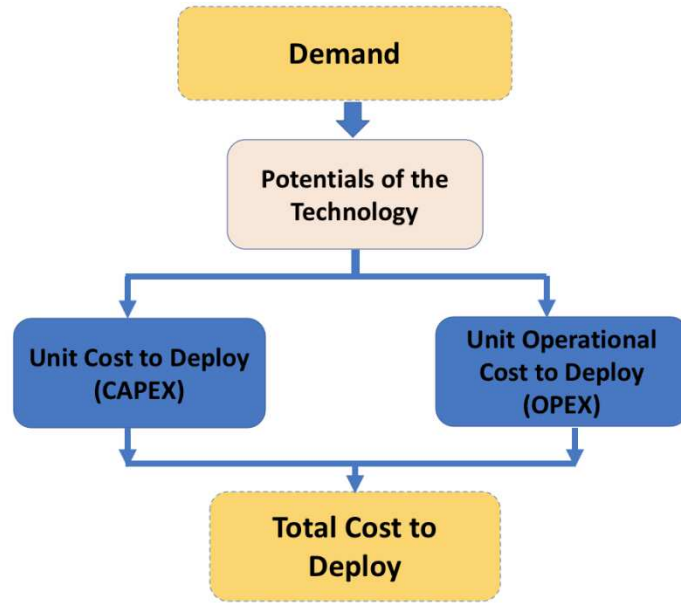 Demand
Potentials of the
Technology
Unit Cost to Deploy
(CAPEX)
Unit Operational
Cost to Deploy
(OPEX)
Total Cost to
Deploy